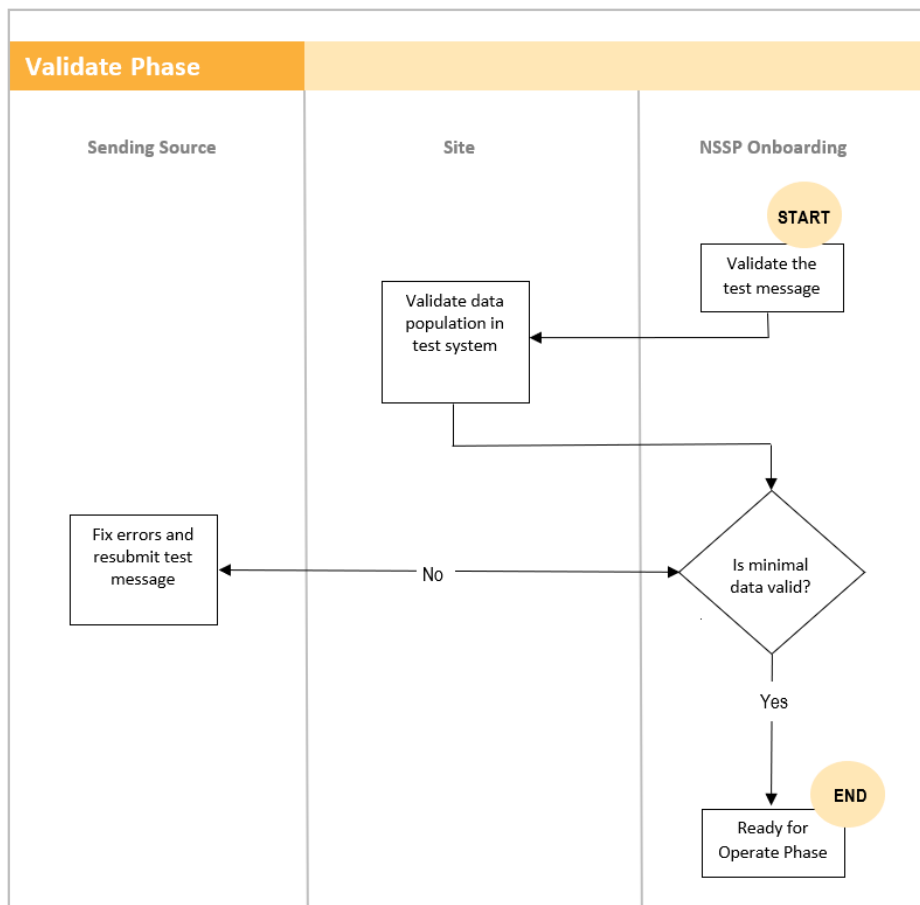 Validate Phase
Sending Source
Site
NSSP Onboarding
START
Validate the
test message
Validate data
population in
test system
Fix errors and
resubmit test
message
No
Is minimal
data valid?
Yes
END
Ready for
Operate Phase